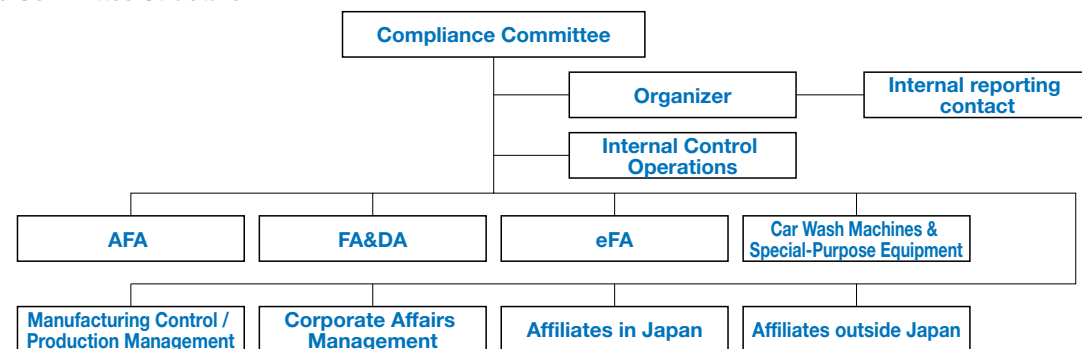 Compliance Committee
Organizer
Internal reporting
contact
Internal Control
Operations
AFA
FA&DA
eFA
Car Wash Machines &
Special-Purpose Equipment
Manufacturing Control /
Production Management
Corporate Affairs
Management
Affiliates in Japan
Affiliates outside Japan